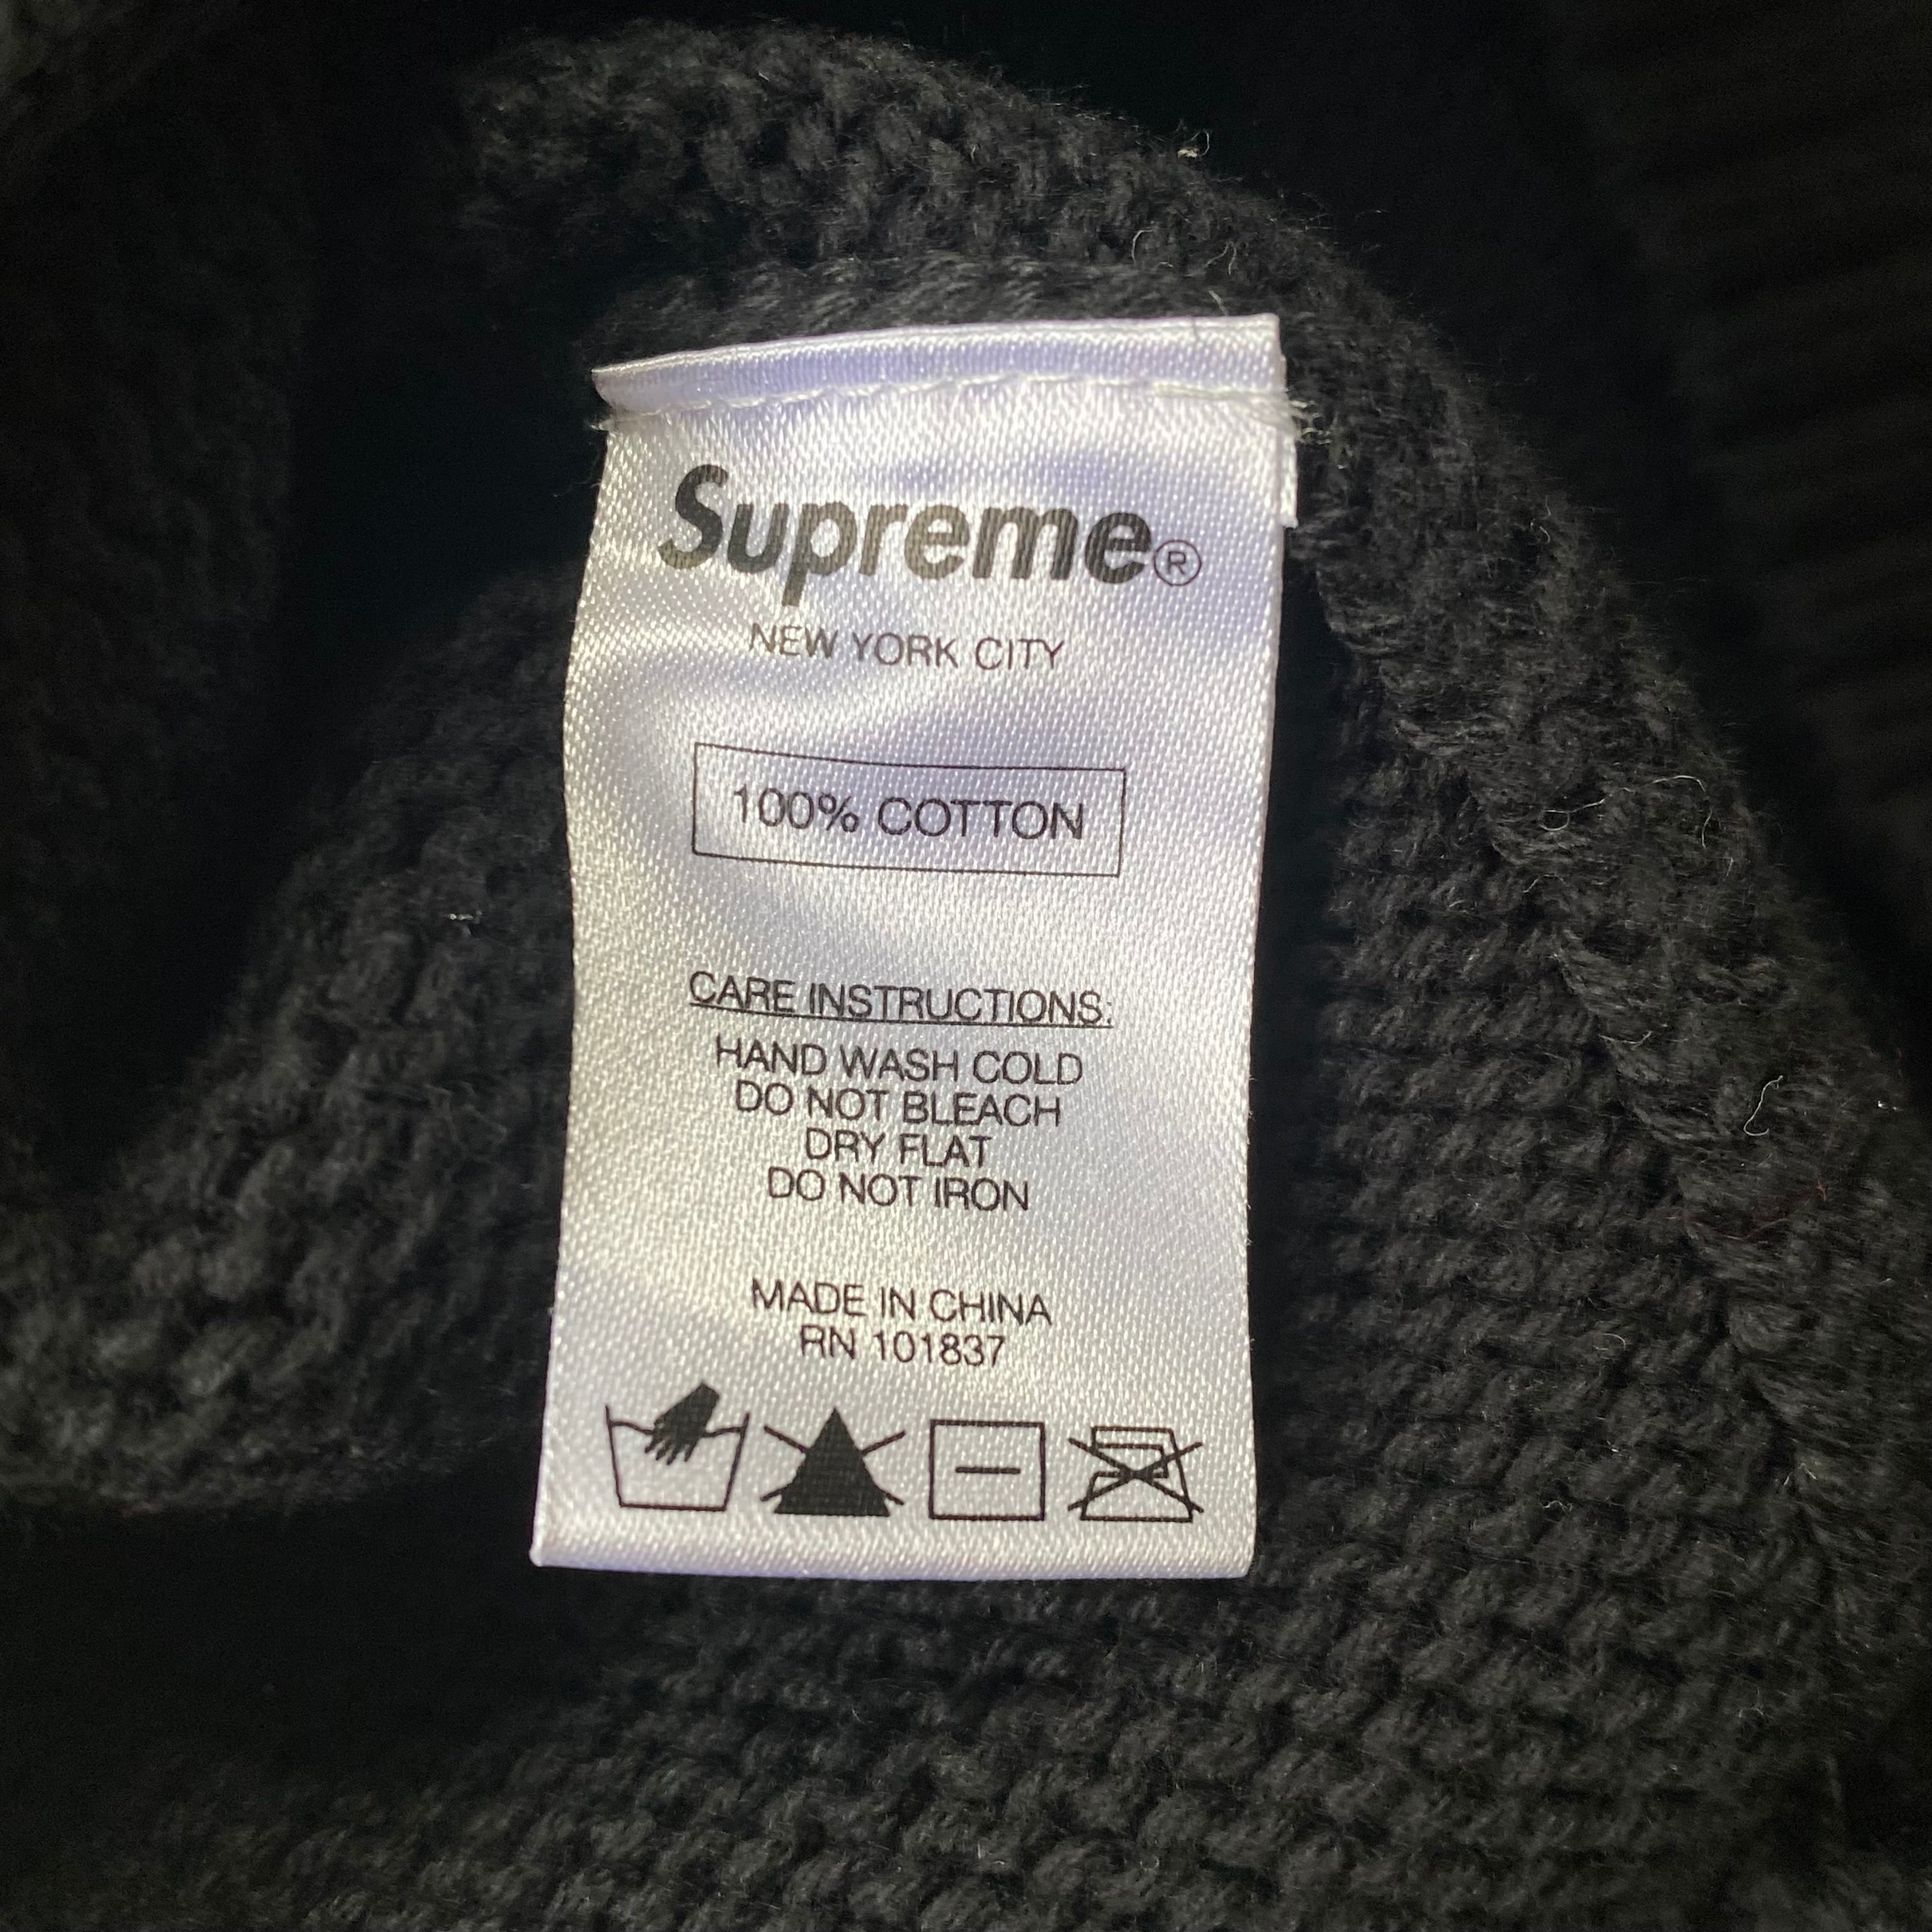 Supreme®
NEW YORK CITY
100% COTTON
CARE INSTRUCTIONS:
HAND WASH COLD
DO NOT BLEACH
DRY FLAT
DO NOT IRON
MADE IN CHINA
RN 101837